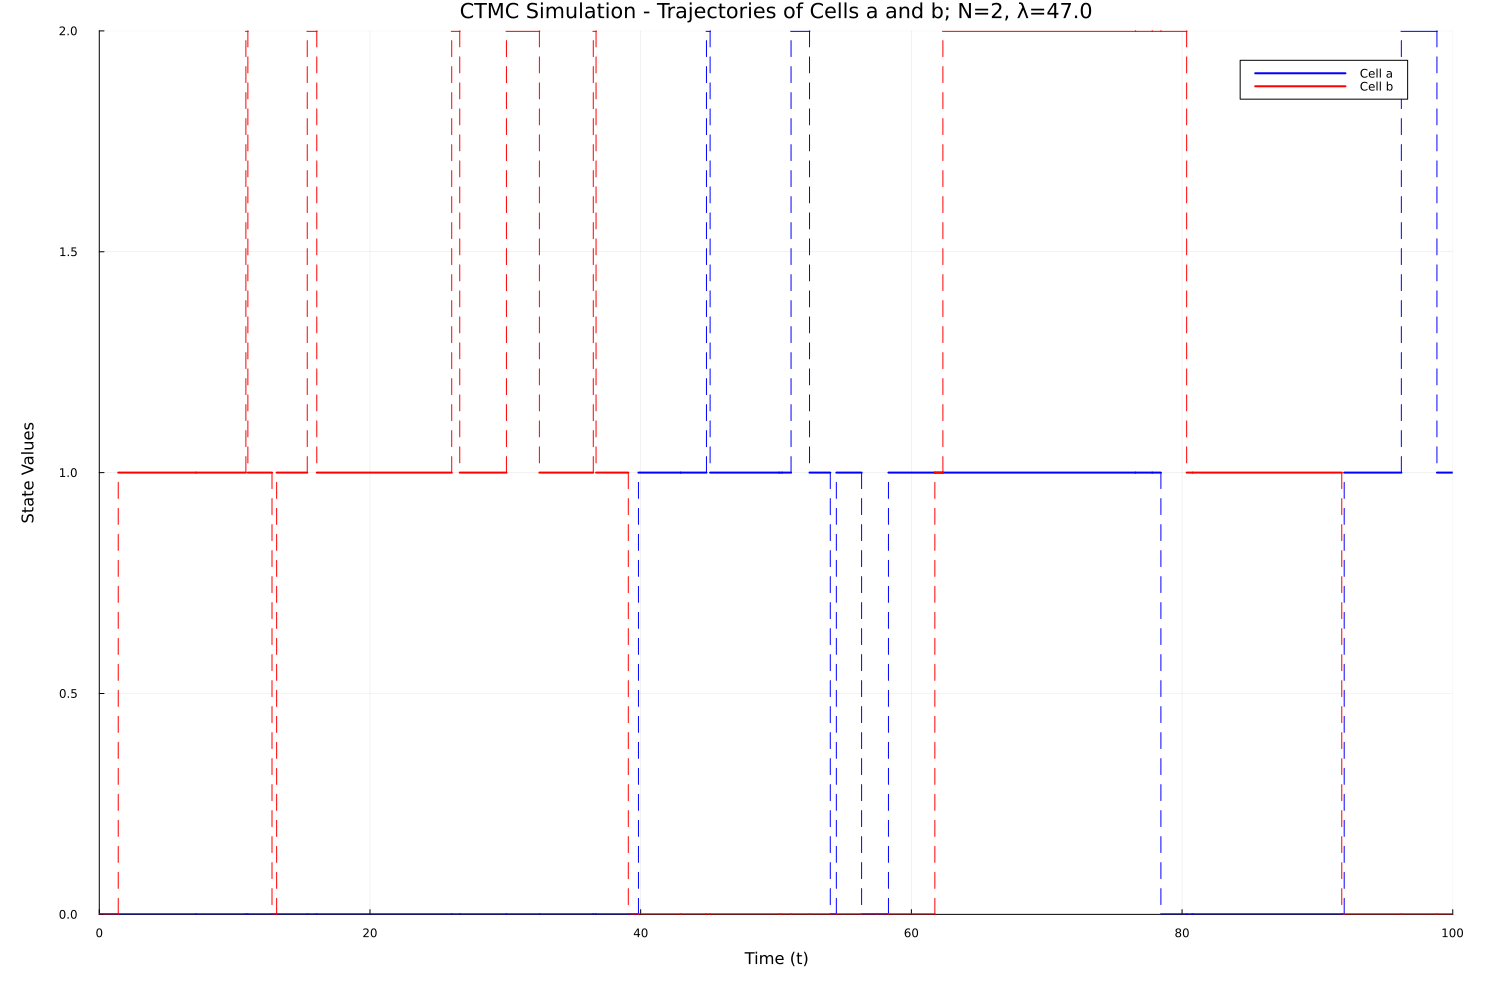 CTMC Simulation - Trajectories of Cells a and b; N=2, λ=47.0
2.0
Cell a
Cell b
1.5
State Values
1.0
0.5
0.0
0 20 40 60 80 100
Time (t)